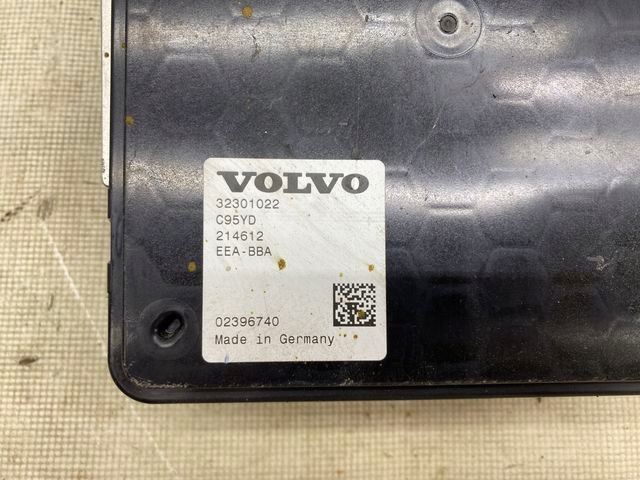 VOLVO
32301022
C95YD
214612
EEA-BBA
02396740
Made in Germany